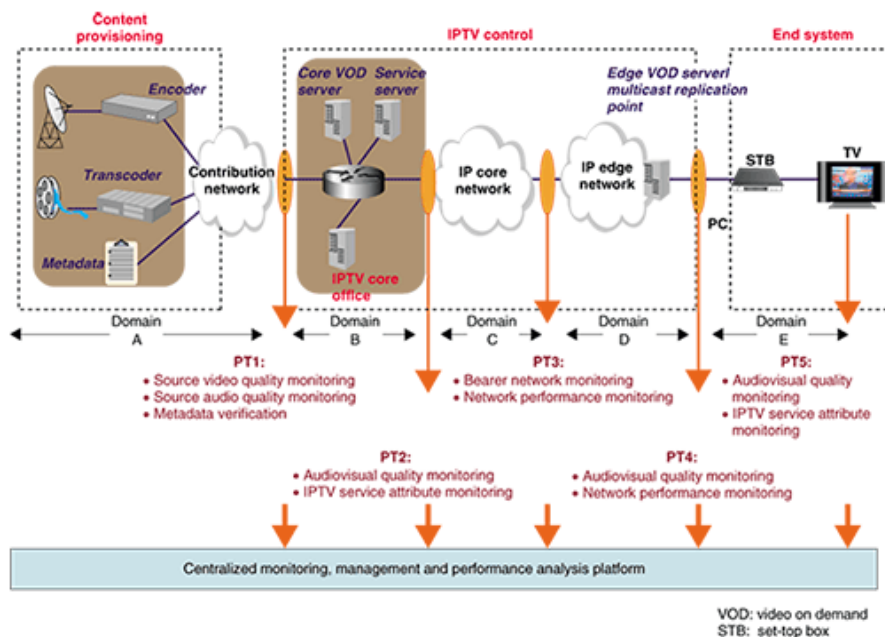 Content
provisioning
IPTV control
End system
Encoder
Core VOD
server
Service
server
Edge VOD serverl
multicast replication
point
Transcoder
Contribution
network
IP core
network
IP edge
network
STB
TV
PC
Metadata
IPTV core
office
Domain
A
Domain
B
Domain
C
Domain
D
Domain
E
PT1:
• Source video quality monitoring
• Source audio quality monitoring
• Metadata verification
PT3:
• Bearer network monitoring
• Network performance monitoring
PT5:
• Audiovisual quality
monitoring
• IPTV service attribute
monitoring
PT2:
• Audiovisual quality monitoring
• IPTV service attribute monitoring
PT4:
• Audiovisual quality monitoring
• Network performance monitoring
Centralized monitoring, management and performance analysis platform
VOD: video on demand
STB: set-top box